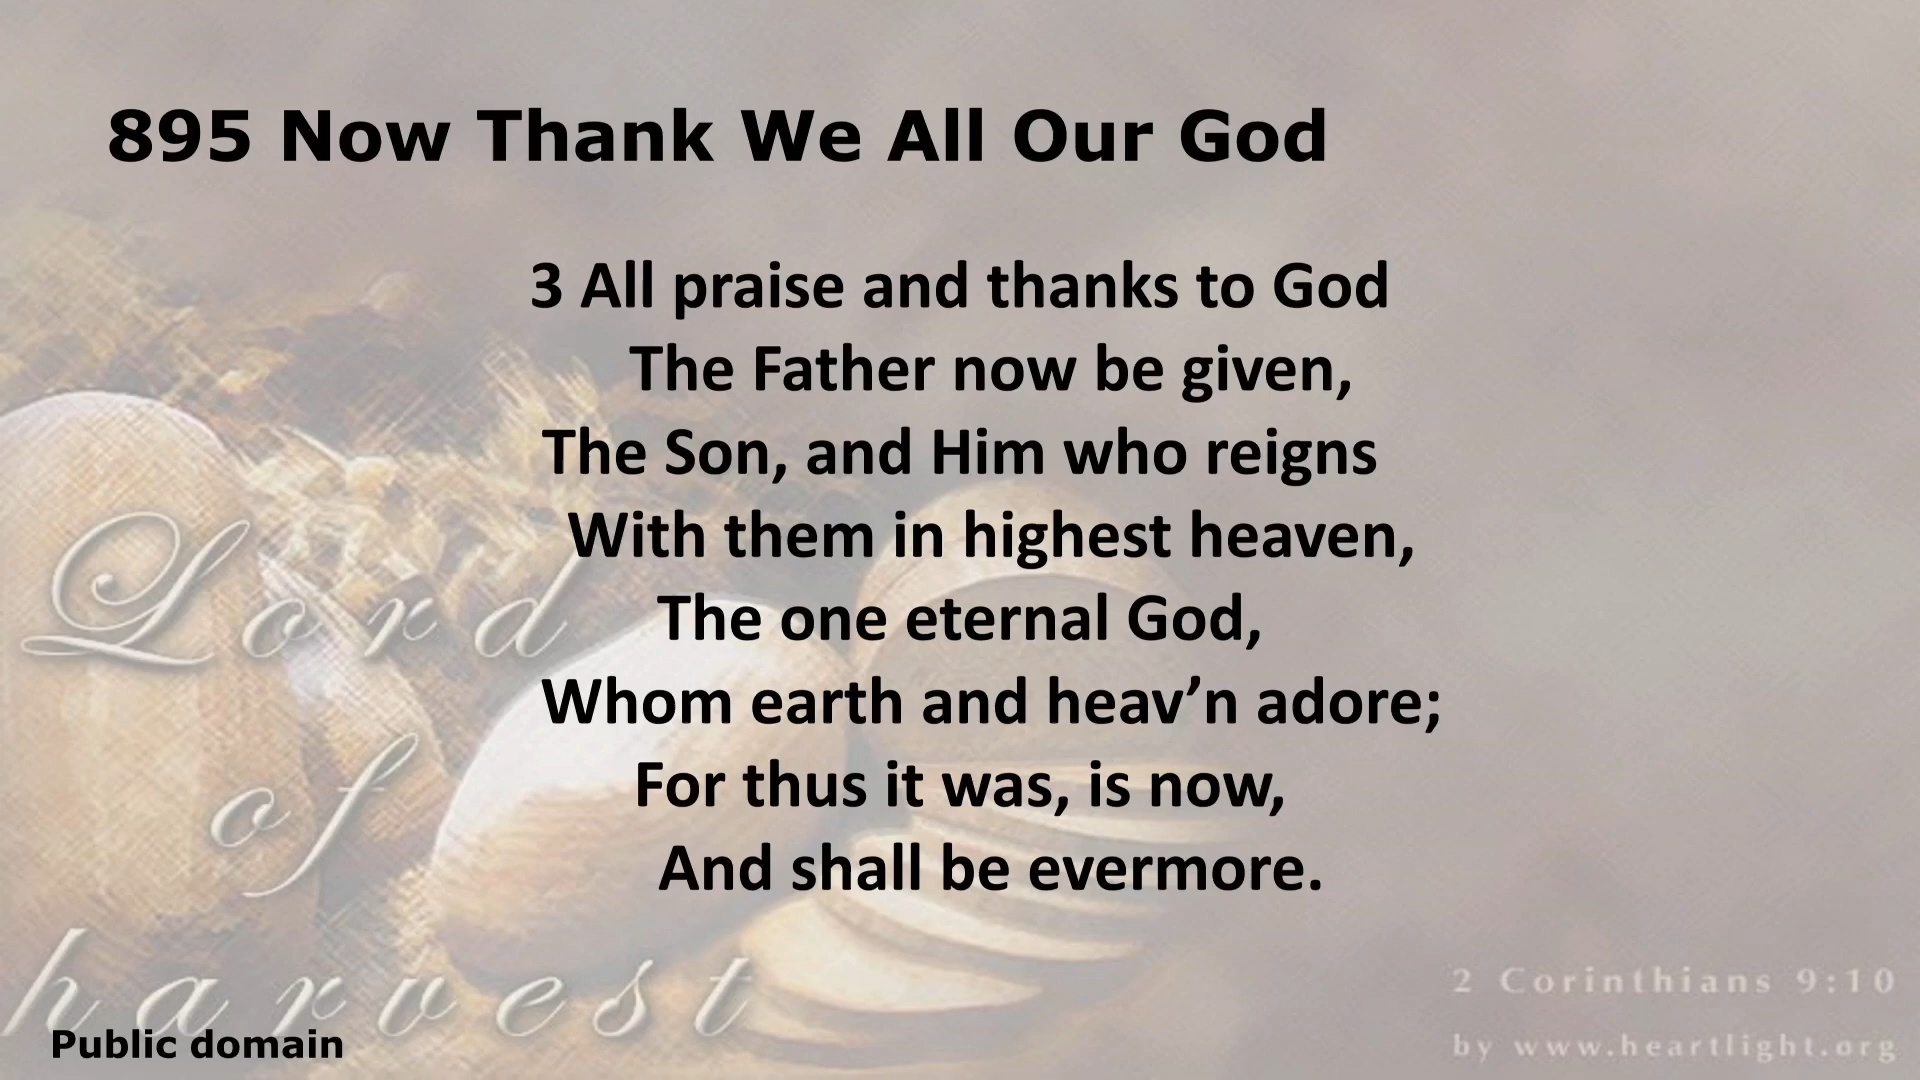 895 Now Thank We All Our God
3 All praise and thanks to God
The Father now be given,
The Son, and Him who reigns
With them in highest heaven,
The one eternal God,
Whom earth and heav’n adore;
For thus it was, is now,
And shall be evermore.
Lord
of
harvest
2 Corinthians 9:10
by www.heartlight.org
Public domain